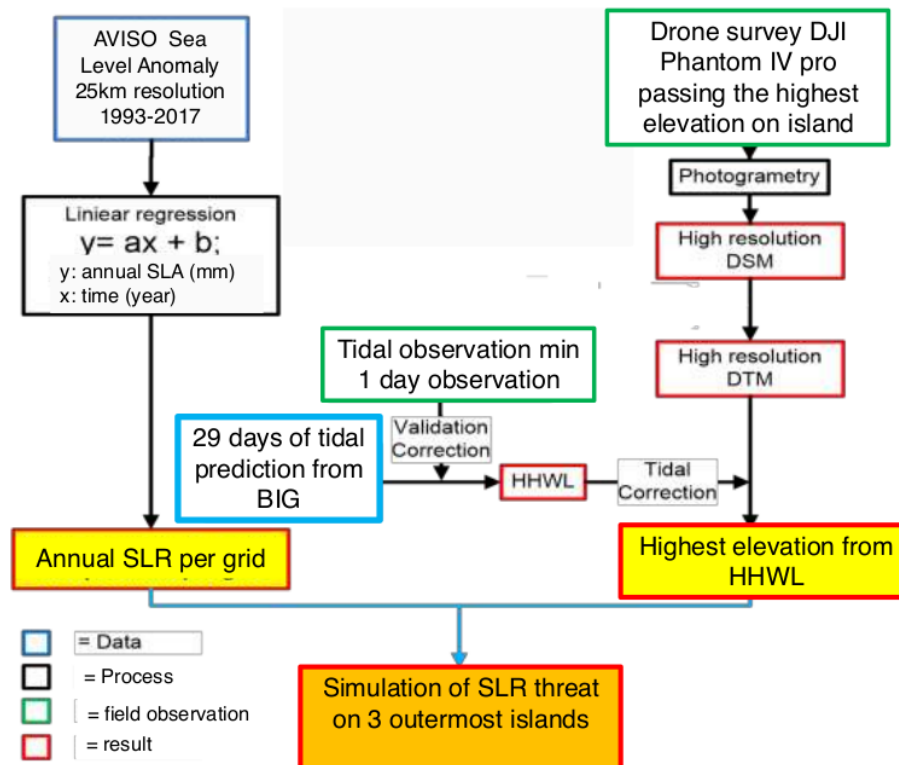 AVISO Sea
Level Anomaly
25km resolution
1993-2017
Drone survey DJI
Phantom IV pro
passing the highest
elevation on island
Photogrametry
Liniear regression
y= ax + b;
y: annual SLA (mm)
x: time (year)
High resolution
DSM
Tidal observation min
1 day observation
High resolution
DTM
29 days of tidal
prediction from
BIG
Validation
Correction
HHWL
Tidal
Correction
Annual SLR per grid
Highest elevation from
HHWL
= Data
= Process
= field observation
= result
Simulation of SLR threat
on 3 outermost islands